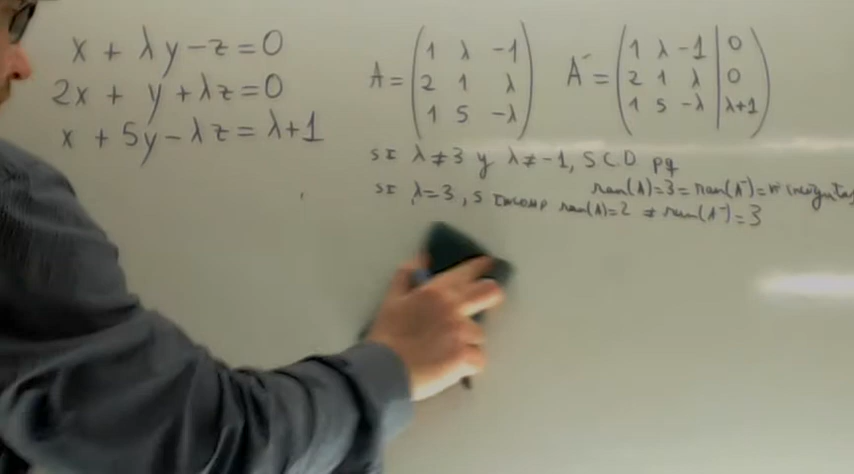 x + λy - z = 0
2x + y + λz = 0
x + 5y - λz = λ+1
A = (1 λ -1
2 1 λ
1 5 -λ)
A⁻ = (1 λ -1 | 0
2 1 λ | 0
1 5 -λ | λ+1)
SI λ ≠ 3 y λ ≠ -1, S.C.D pq
ran(A)=3=ran(A⁻)=nº incógnitas
SI λ = 3, S INCOMP ran(A)=2 ≠ ran(A⁻)=3